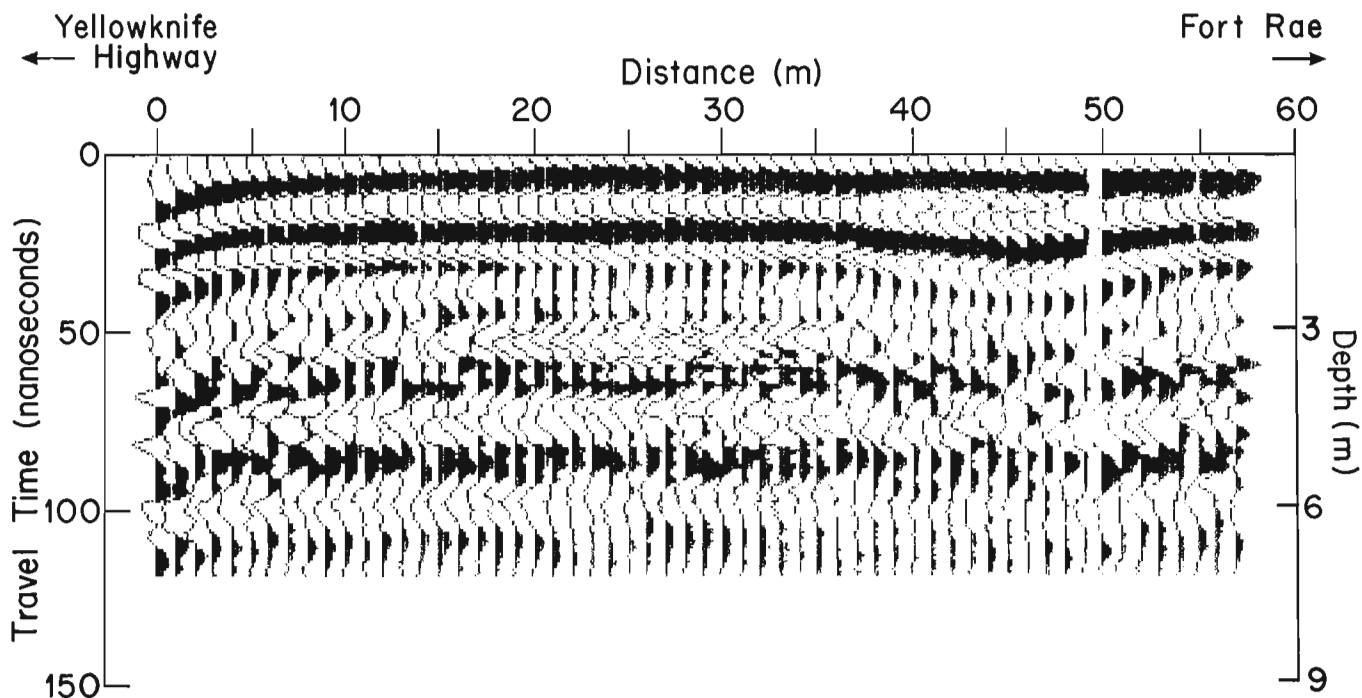 Yellowknife
← Highway
Fort Rae
→
Distance (m)
0 10 20 30 40 50 60
Travel Time (nanoseconds)
0
50
100
150
Depth (m)
3
6
9